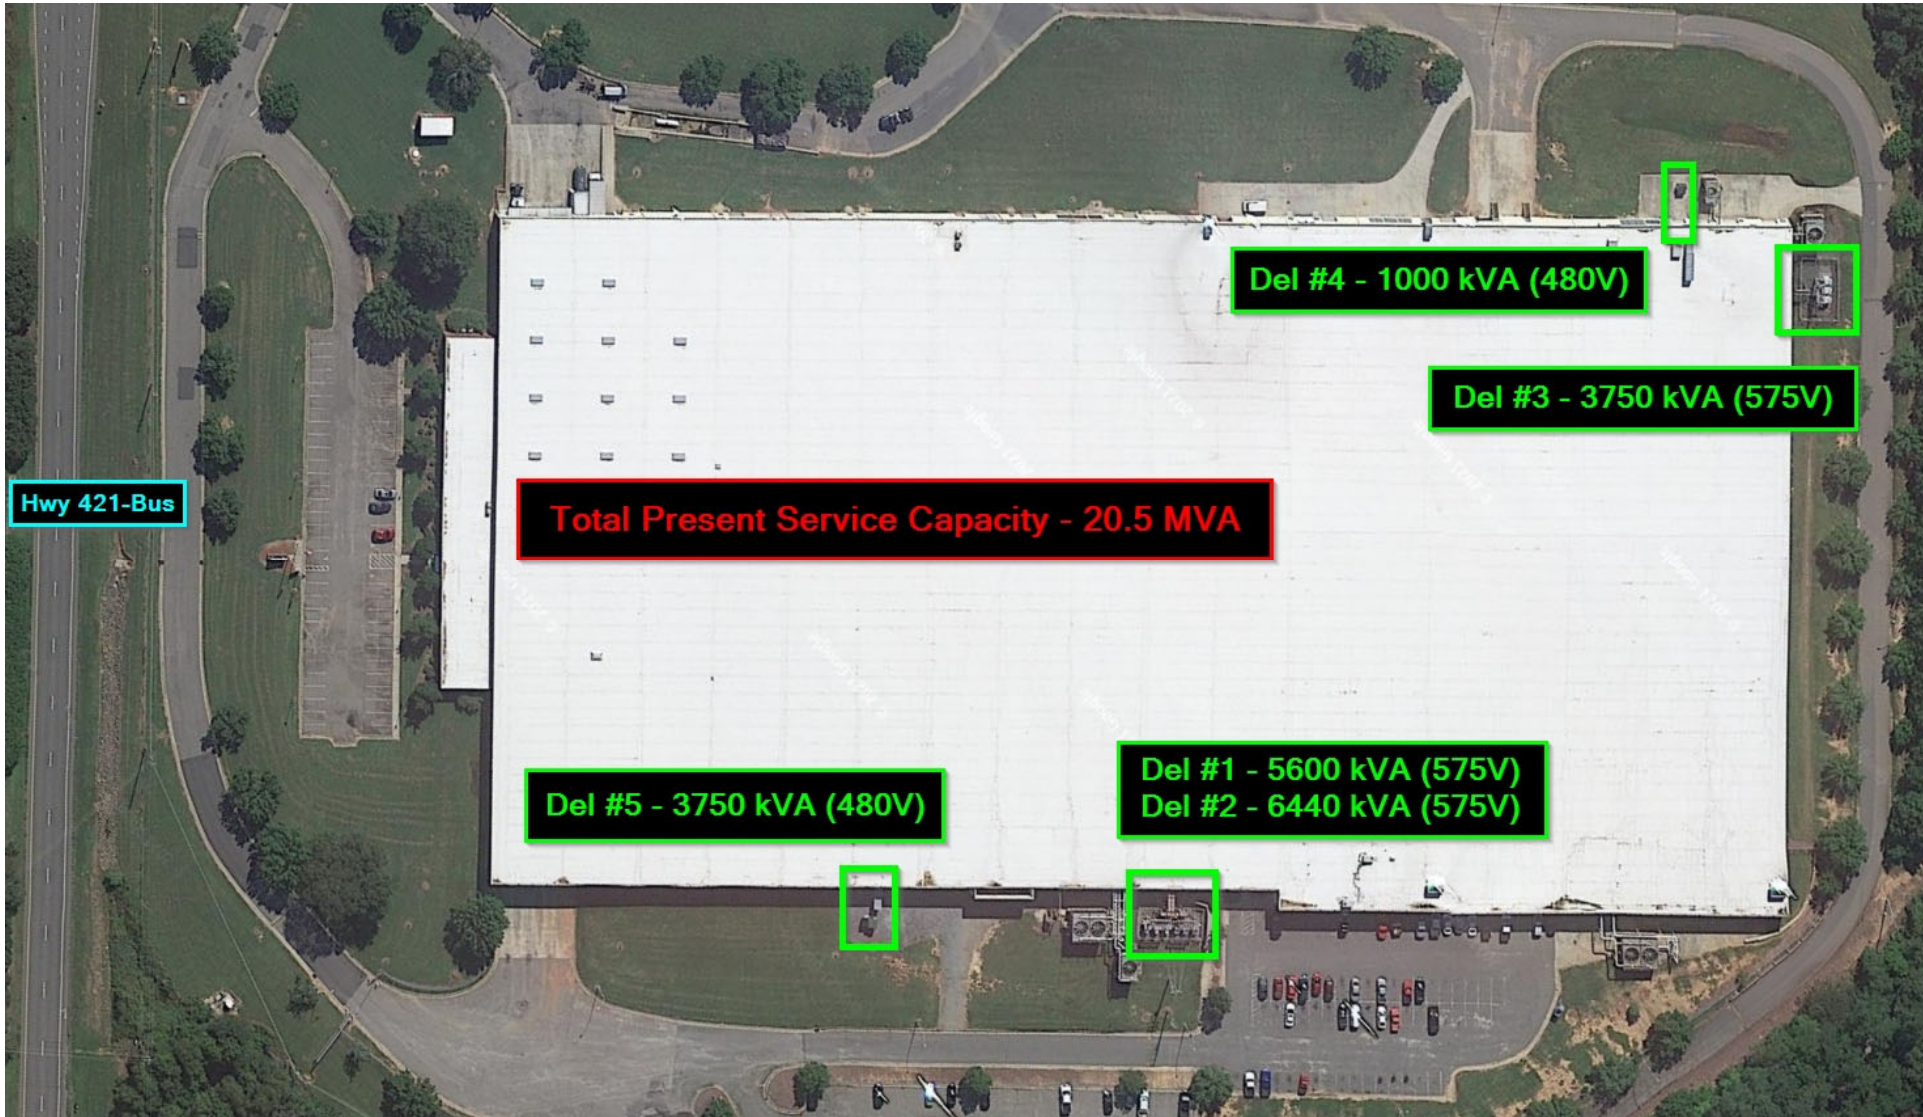 Del #4 - 1000 kVA (480V)
Del #3 - 3750 kVA (575V)
Hwy 421-Bus
Total Present Service Capacity - 20.5 MVA
Del #1 - 5600 kVA (575V)
Del #2 - 6440 kVA (575V)
Del #5 - 3750 kVA (480V)